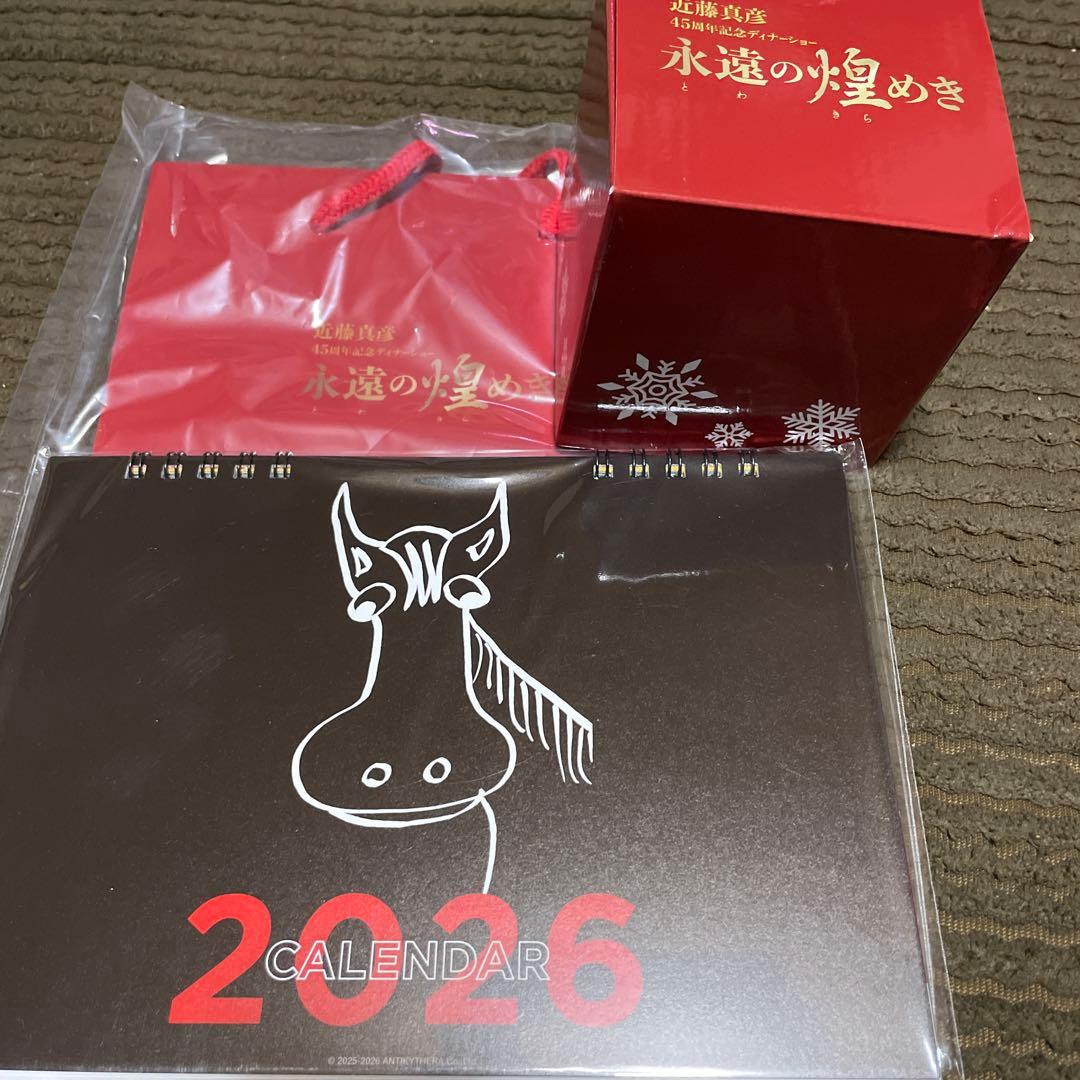 近藤真彦
45周年記念ディナーショー
永遠の煌めき
とわ
きら
近藤真彦
45周年記念ディナーショー
永遠の煌めき
2026
CALENDAR
© 2025-2026 ANTIKYTHERA Co., Ltd.